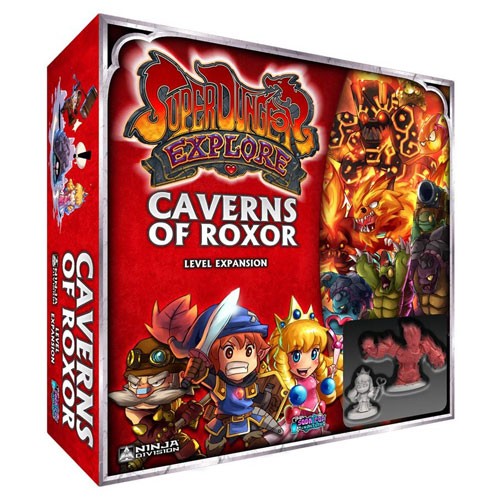 SUPER DUNGEON
EXPLORE
CAVERNS
OF ROXOR
LEVEL EXPANSION
NINJA
DIVISION
CAVERNS
OF ROXOR
LEVEL
EXPANSION